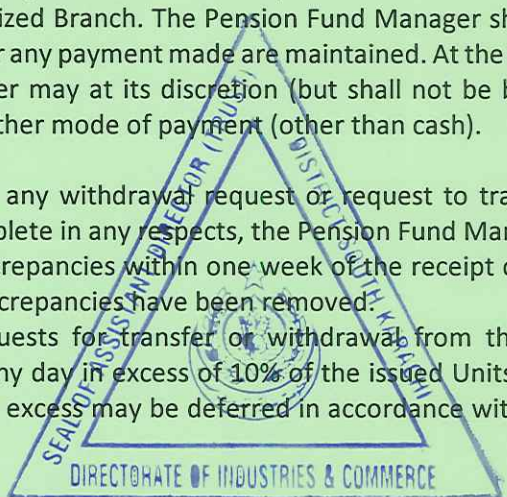 ized Branch. The Pension Fund Manager sh
r any payment made are maintained. At the
er may at its discretion (but shall not be b
ther mode of payment (other than cash).
any withdrawal request or request to tra
plete in any respects, the Pension Fund Man
crepancies within one week of the receipt o
crepancies have been removed.
uests for transfer or withdrawal from th
ny day in excess of 10% of the issued Units
excess may be deferred in accordance wit
SEAL OF ASSISTANT DIRECTOR (TRUST)
DISTRICT SOUTH KARACHI
DIRECTORATE OF INDUSTRIES & COMMERCE